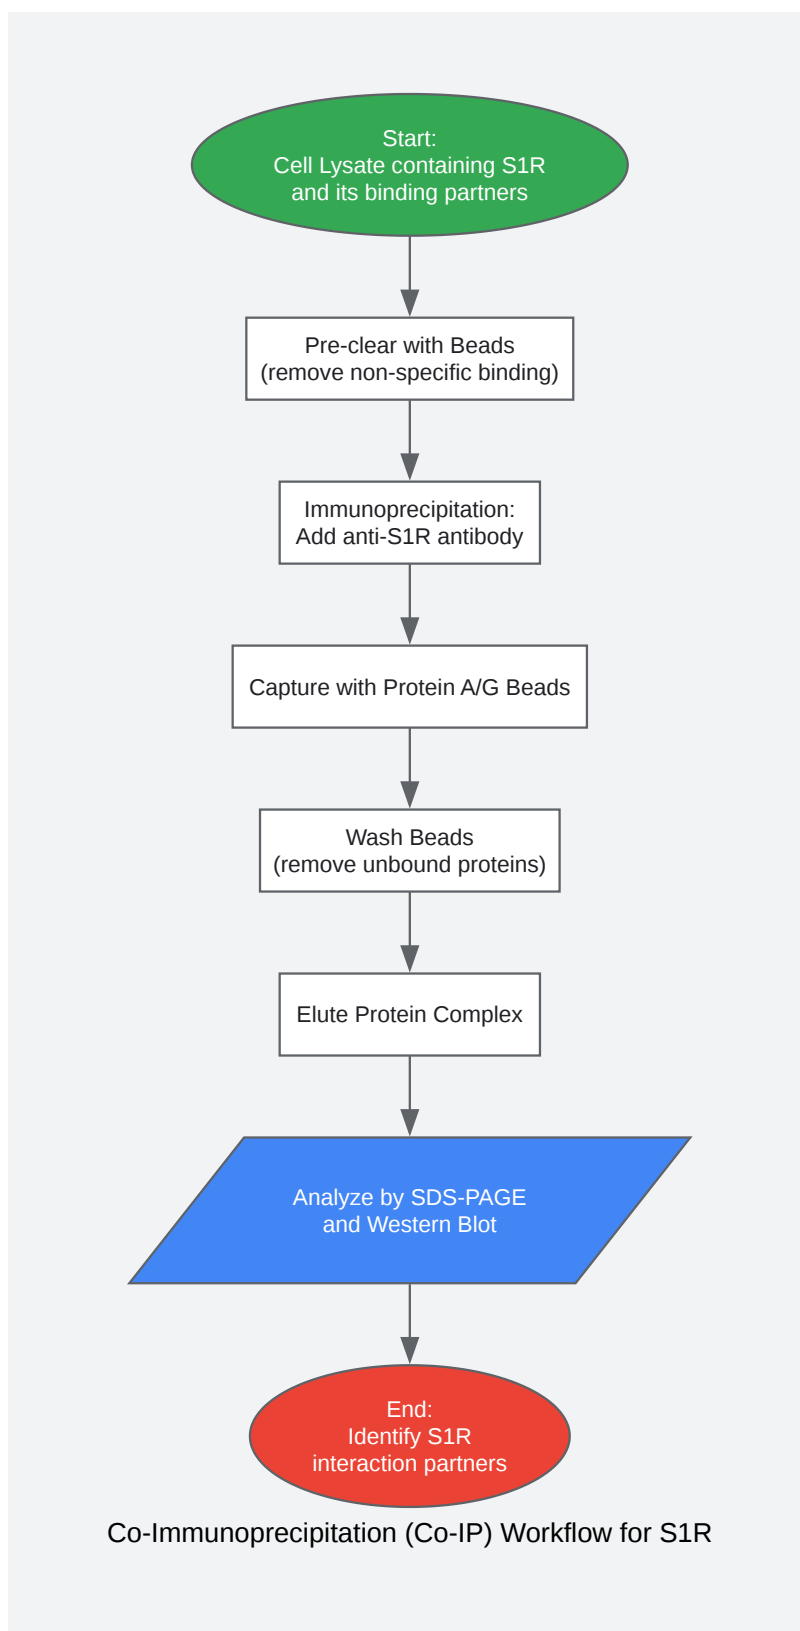 Start:
Cell Lysate containing S1R
and its binding partners
Pre-clear with Beads
(remove non-specific binding)
Immunoprecipitation:
Add anti-S1R antibody
Capture with Protein A/G Beads
Wash Beads
(remove unbound proteins)
Elute Protein Complex
Analyze by SDS-PAGE
and Western Blot
End:
Identify S1R
interaction partners
Co-Immunoprecipitation (Co-IP) Workflow for S1R